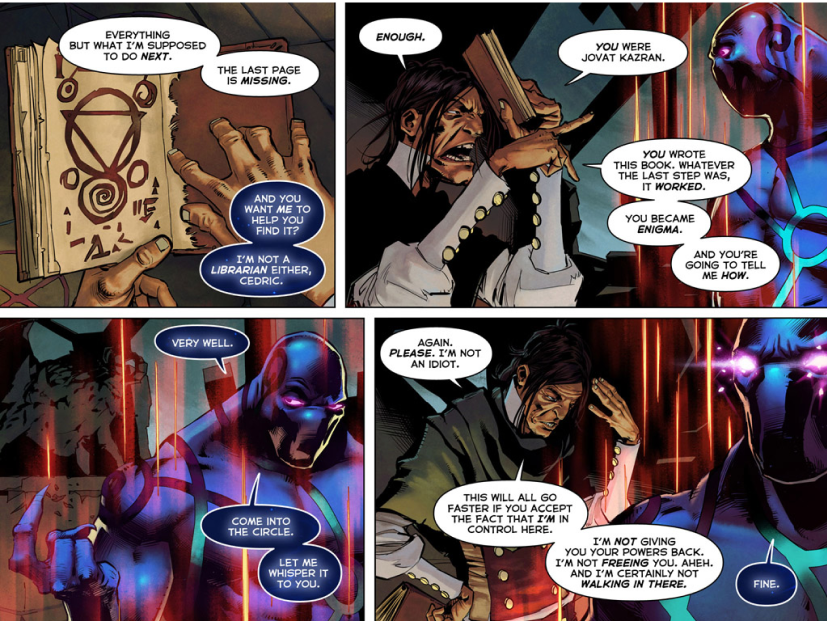 EVERYTHING
BUT WHAT I'M SUPPOSED
TO DO NEXT.
THE LAST PAGE
IS MISSING.
AND YOU
WANT ME TO
HELP YOU
FIND IT?
I'M NOT A
LIBRARIAN EITHER,
CEDRIC.
ENOUGH.
YOU WERE
JOVAT KAZRAN.
YOU WROTE
THIS BOOK. WHATEVER
THE LAST STEP WAS,
IT WORKED.
YOU BECAME
ENIGMA.
AND YOU'RE
GOING TO TELL
ME HOW.
VERY WELL.
COME INTO
THE CIRCLE.
LET ME
WHISPER IT
TO YOU.
AGAIN.
PLEASE. I'M NOT
AN IDIOT.
THIS WILL ALL GO
FASTER IF YOU ACCEPT
THE FACT THAT I'M IN
CONTROL HERE.
I'M NOT GIVING
YOU YOUR POWERS BACK.
I'M NOT FREEING YOU. AHEH.
AND I'M CERTAINLY NOT
WALKING IN THERE.
FINE.